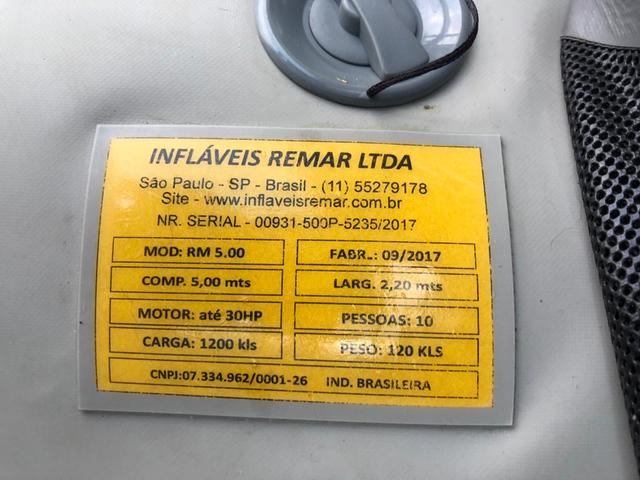 INFLÁVEIS REMAR LTDA
São Paulo - SP - Brasil - (11) 55279178
Site - www.inflaveisremar.com.br
NR. SERIAL - 00931-500P-5235/2017
MOD: RM 5.00 FABR.: 09/2017
COMP. 5,00 mts LARG. 2,20 mts
MOTOR: até 30HP PESSOAS: 10
CARGA: 1200 kls PESO: 120 KLS
CNPJ:07.334.962/0001-26 IND. BRASILEIRA